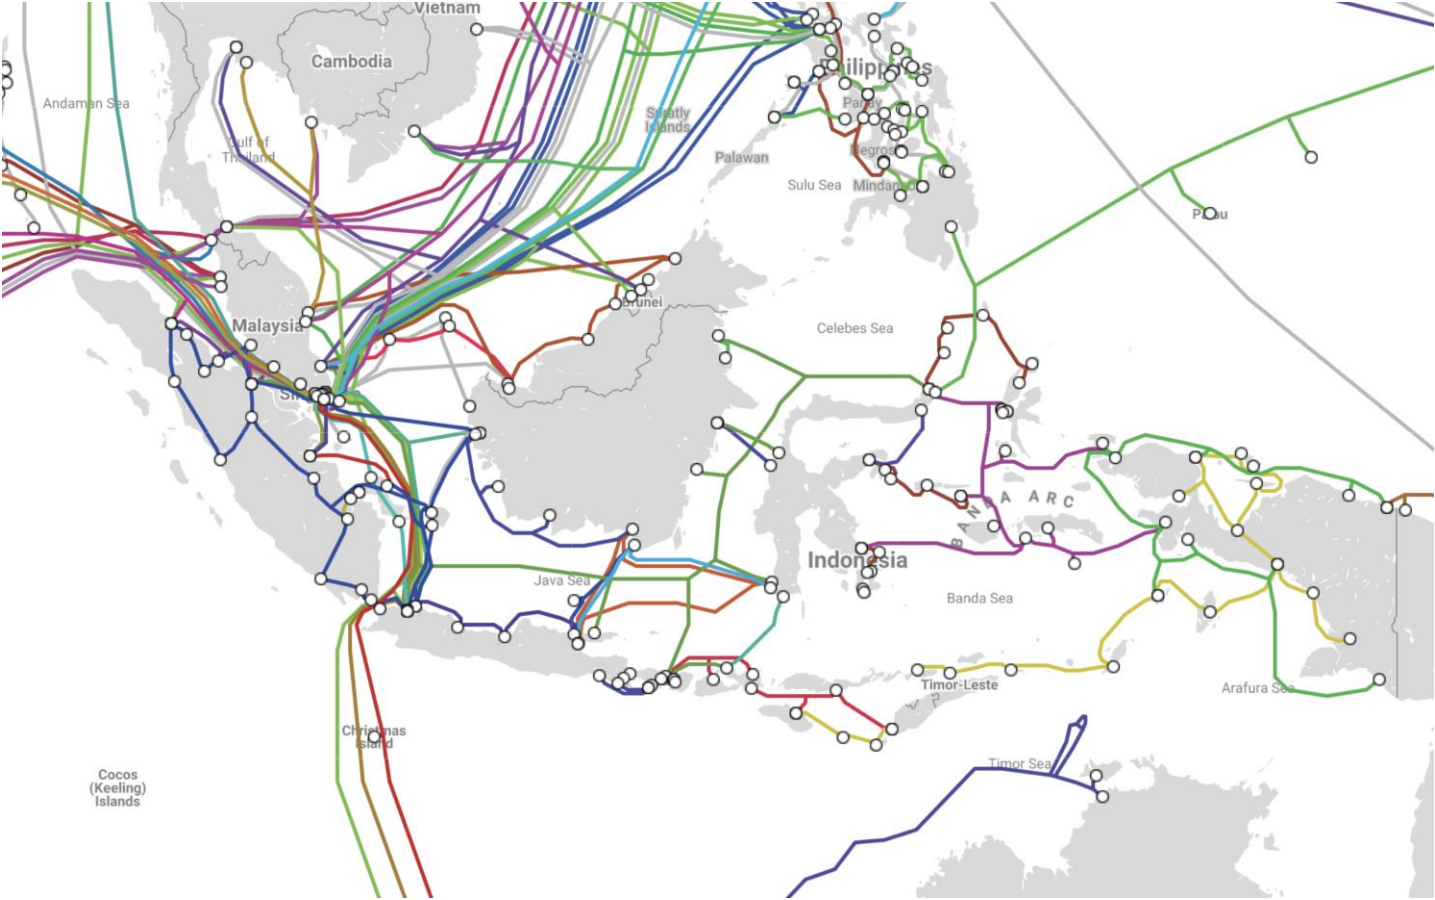 Vietnam
Cambodia
Philippines
Andaman Sea
Spratly
Islands
Panay
Gulf of
Thailand
Negros
Palawan
Sulu Sea
Mindanao
Palau
Brunei
Malaysia
Celebes Sea
BANDA ARC
Indonesia
Java Sea
Banda Sea
Timor-Leste
Arafura Sea
Christmas
Island
Timor Sea
Cocos
(Keeling)
Islands